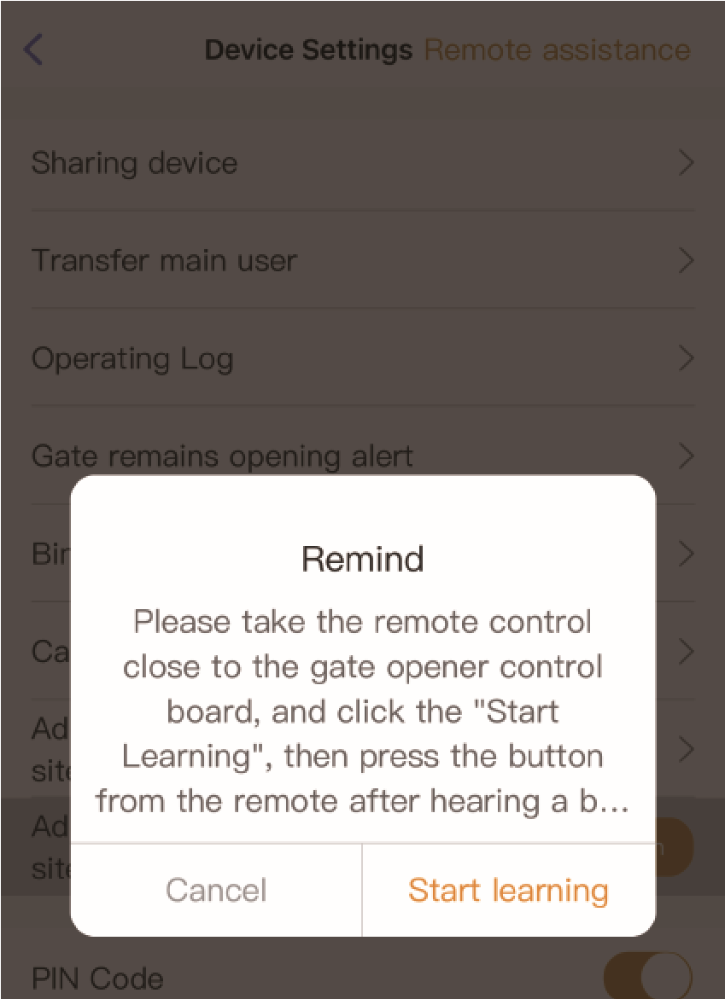 Device Settings Remote assistance
Sharing device
Transfer main user
Operating Log
Gate remains opening alert
Remind
Please take the remote control
close to the gate opener control
board, and click the "Start
Learning", then press the button
from the remote after hearing a b...
Cancel
Start learning
PIN Code